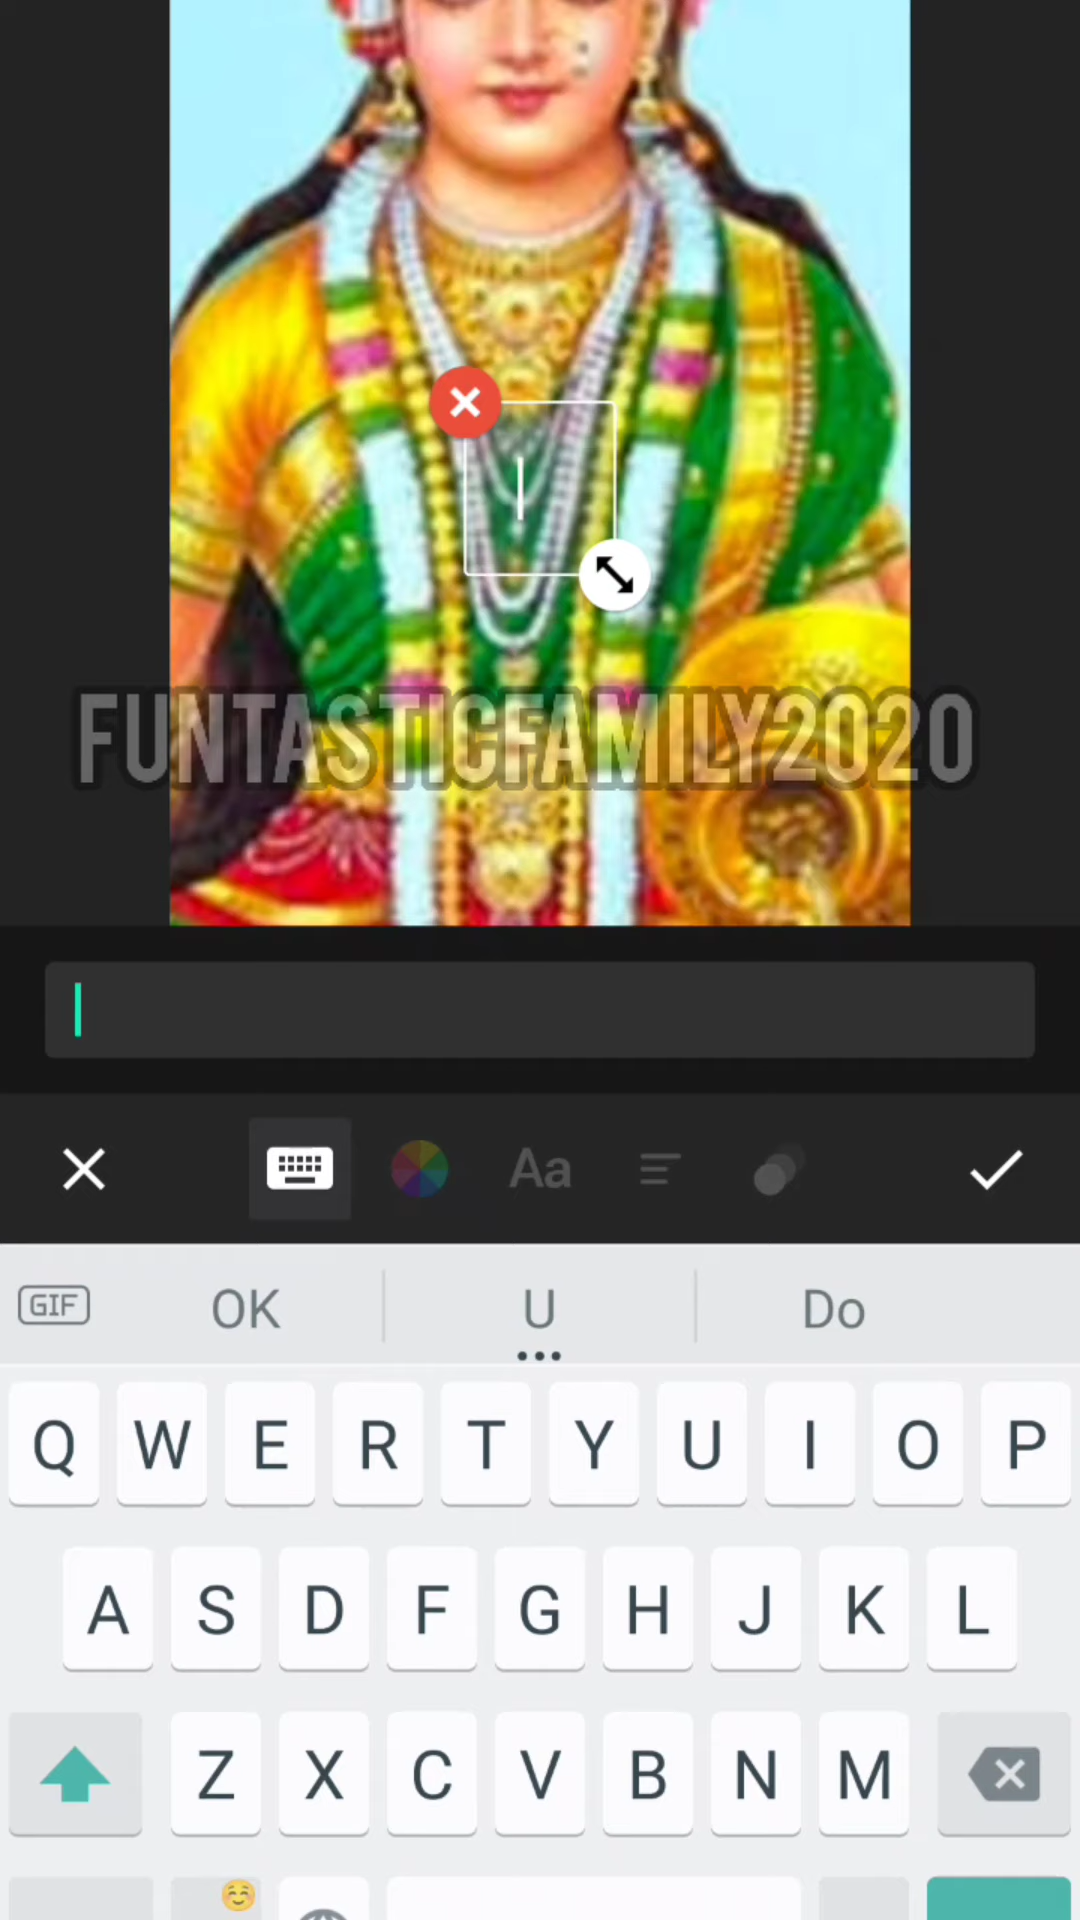 FUNTASTICFAMILY2020
Aa
GIF OK U Do
Q W E R T Y U I O P
A S D F G H J K L
Z X C V B N M